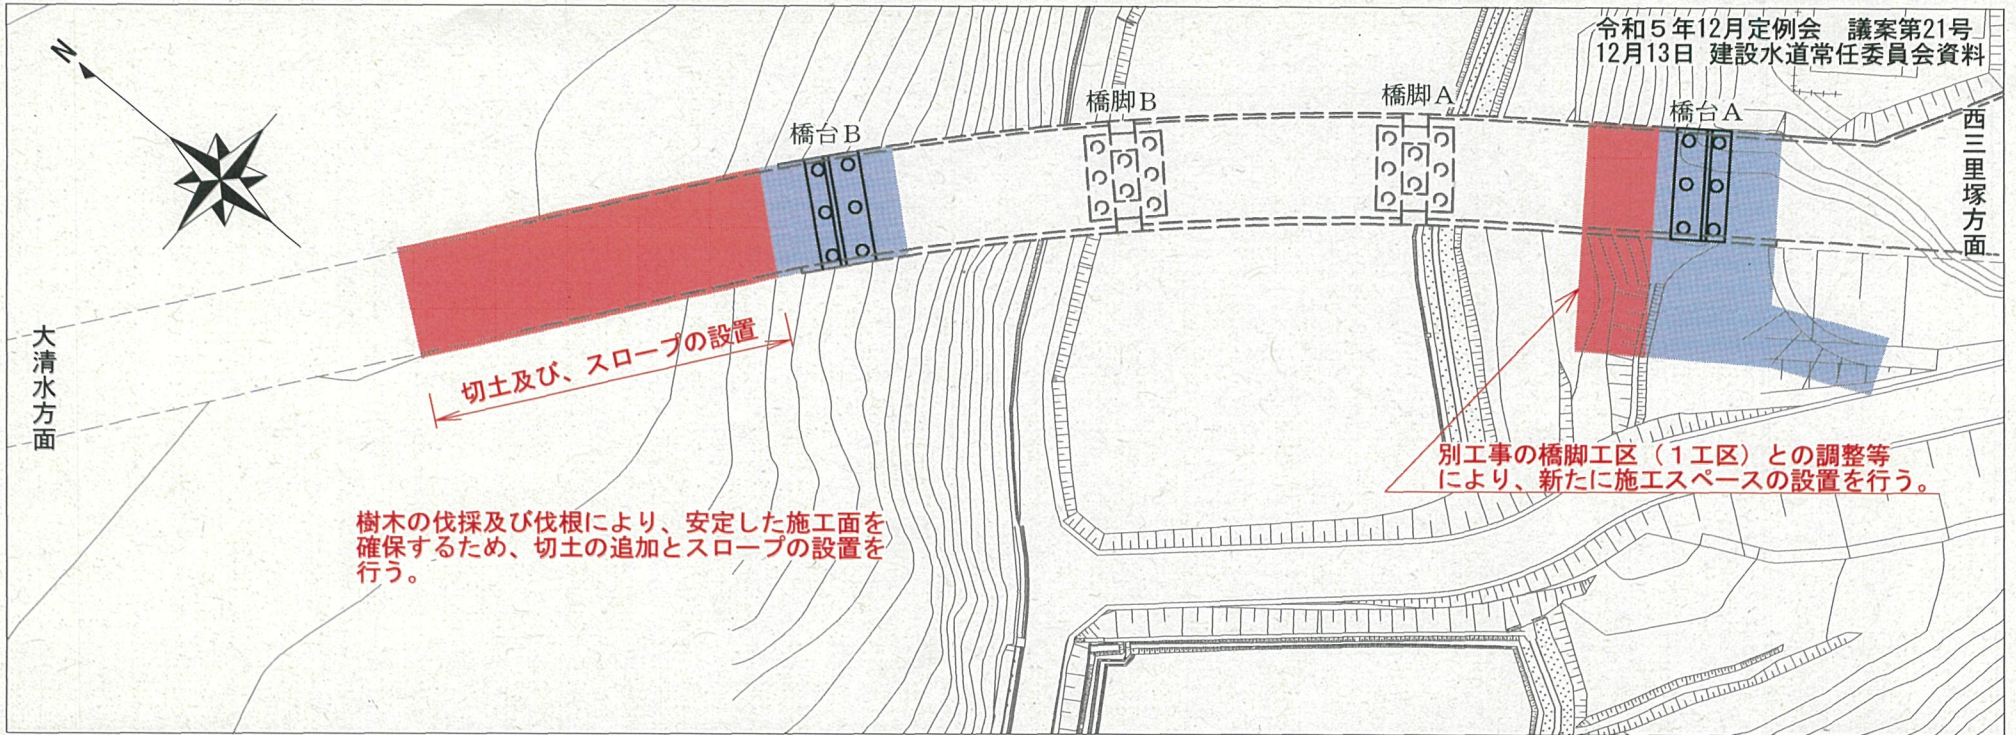 令和5年12月定例会　議案第21号
12月13日 建設水道常任委員会資料
N
橋台B
橋脚B
橋脚A
橋台A
西三里塚方面
大清水方面
切土及び、スロープの設置
別工事の橋脚工区（1工区）との調整等
により、新たに施工スペースの設置を行う。
樹木の伐採及び伐根により、安定した施工面を
確保するため、切土の追加とスロープの設置を
行う。